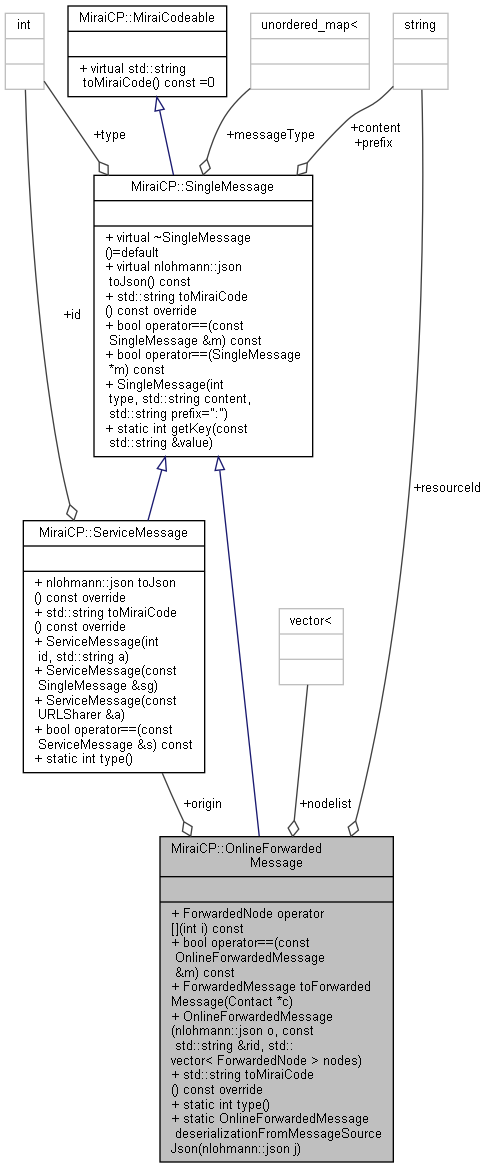 int
MiraiCP::MiraiCodeable
+ virtual std::string
toMiraiCode() const =0
unordered_map<
string
+type
+messageType
+content
+prefix
MiraiCP::SingleMessage
+ virtual ~SingleMessage
()=default
+ virtual nlohmann::json
toJson() const
+ std::string toMiraiCode
() const override
+ bool operator==(const
SingleMessage &m) const
+ bool operator==(SingleMessage
*m) const
+ SingleMessage(int
type, std::string content,
std::string prefix=":")
+ static int getKey(const
std::string &value)
+id
+resourceId
MiraiCP::ServiceMessage
+ nlohmann::json toJson
() const override
+ std::string toMiraiCode
() const override
+ ServiceMessage(int
id, std::string a)
+ ServiceMessage(const
SingleMessage &sg)
+ ServiceMessage(const
URLSharer &a)
+ bool operator==(const
ServiceMessage &s) const
+ static int type()
vector<
+origin
+nodelist
MiraiCP::OnlineForwarded
Message
+ ForwardedNode operator
[](int i) const
+ bool operator==(const
OnlineForwardedMessage
&m) const
+ ForwardedMessage toForwarded
Message(Contact *c)
+ OnlineForwardedMessage
(nlohmann::json o, const
std::string &rid, std::
vector< ForwardedNode > nodes)
+ std::string toMiraiCode
() const override
+ static int type()
+ static OnlineForwardedMessage
deserializationFromMessageSource
Json(nlohmann::json j)